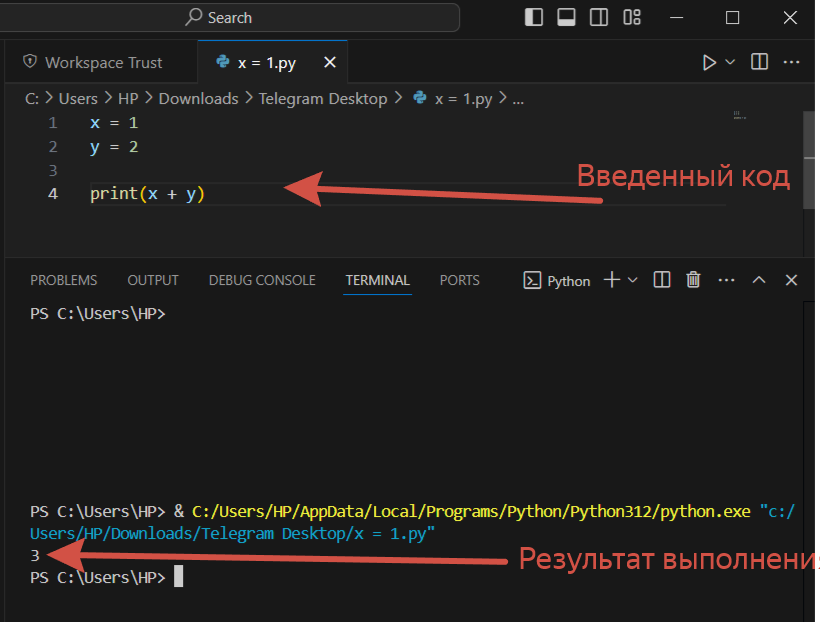 Search
Workspace Trust
x = 1.py
C: > Users > HP > Downloads > Telegram Desktop > x = 1.py > ...
1 x = 1
2 y = 2
3
4 print(x + y)
Введенный код
PROBLEMS OUTPUT DEBUG CONSOLE TERMINAL PORTS Python
PS C:\Users\HP>
PS C:\Users\HP> & C:/Users/HP/AppData/Local/Programs/Python/Python312/python.exe "c:/
Users/HP/Downloads/Telegram Desktop/x = 1.py"
3
Результат выполнения
PS C:\Users\HP>